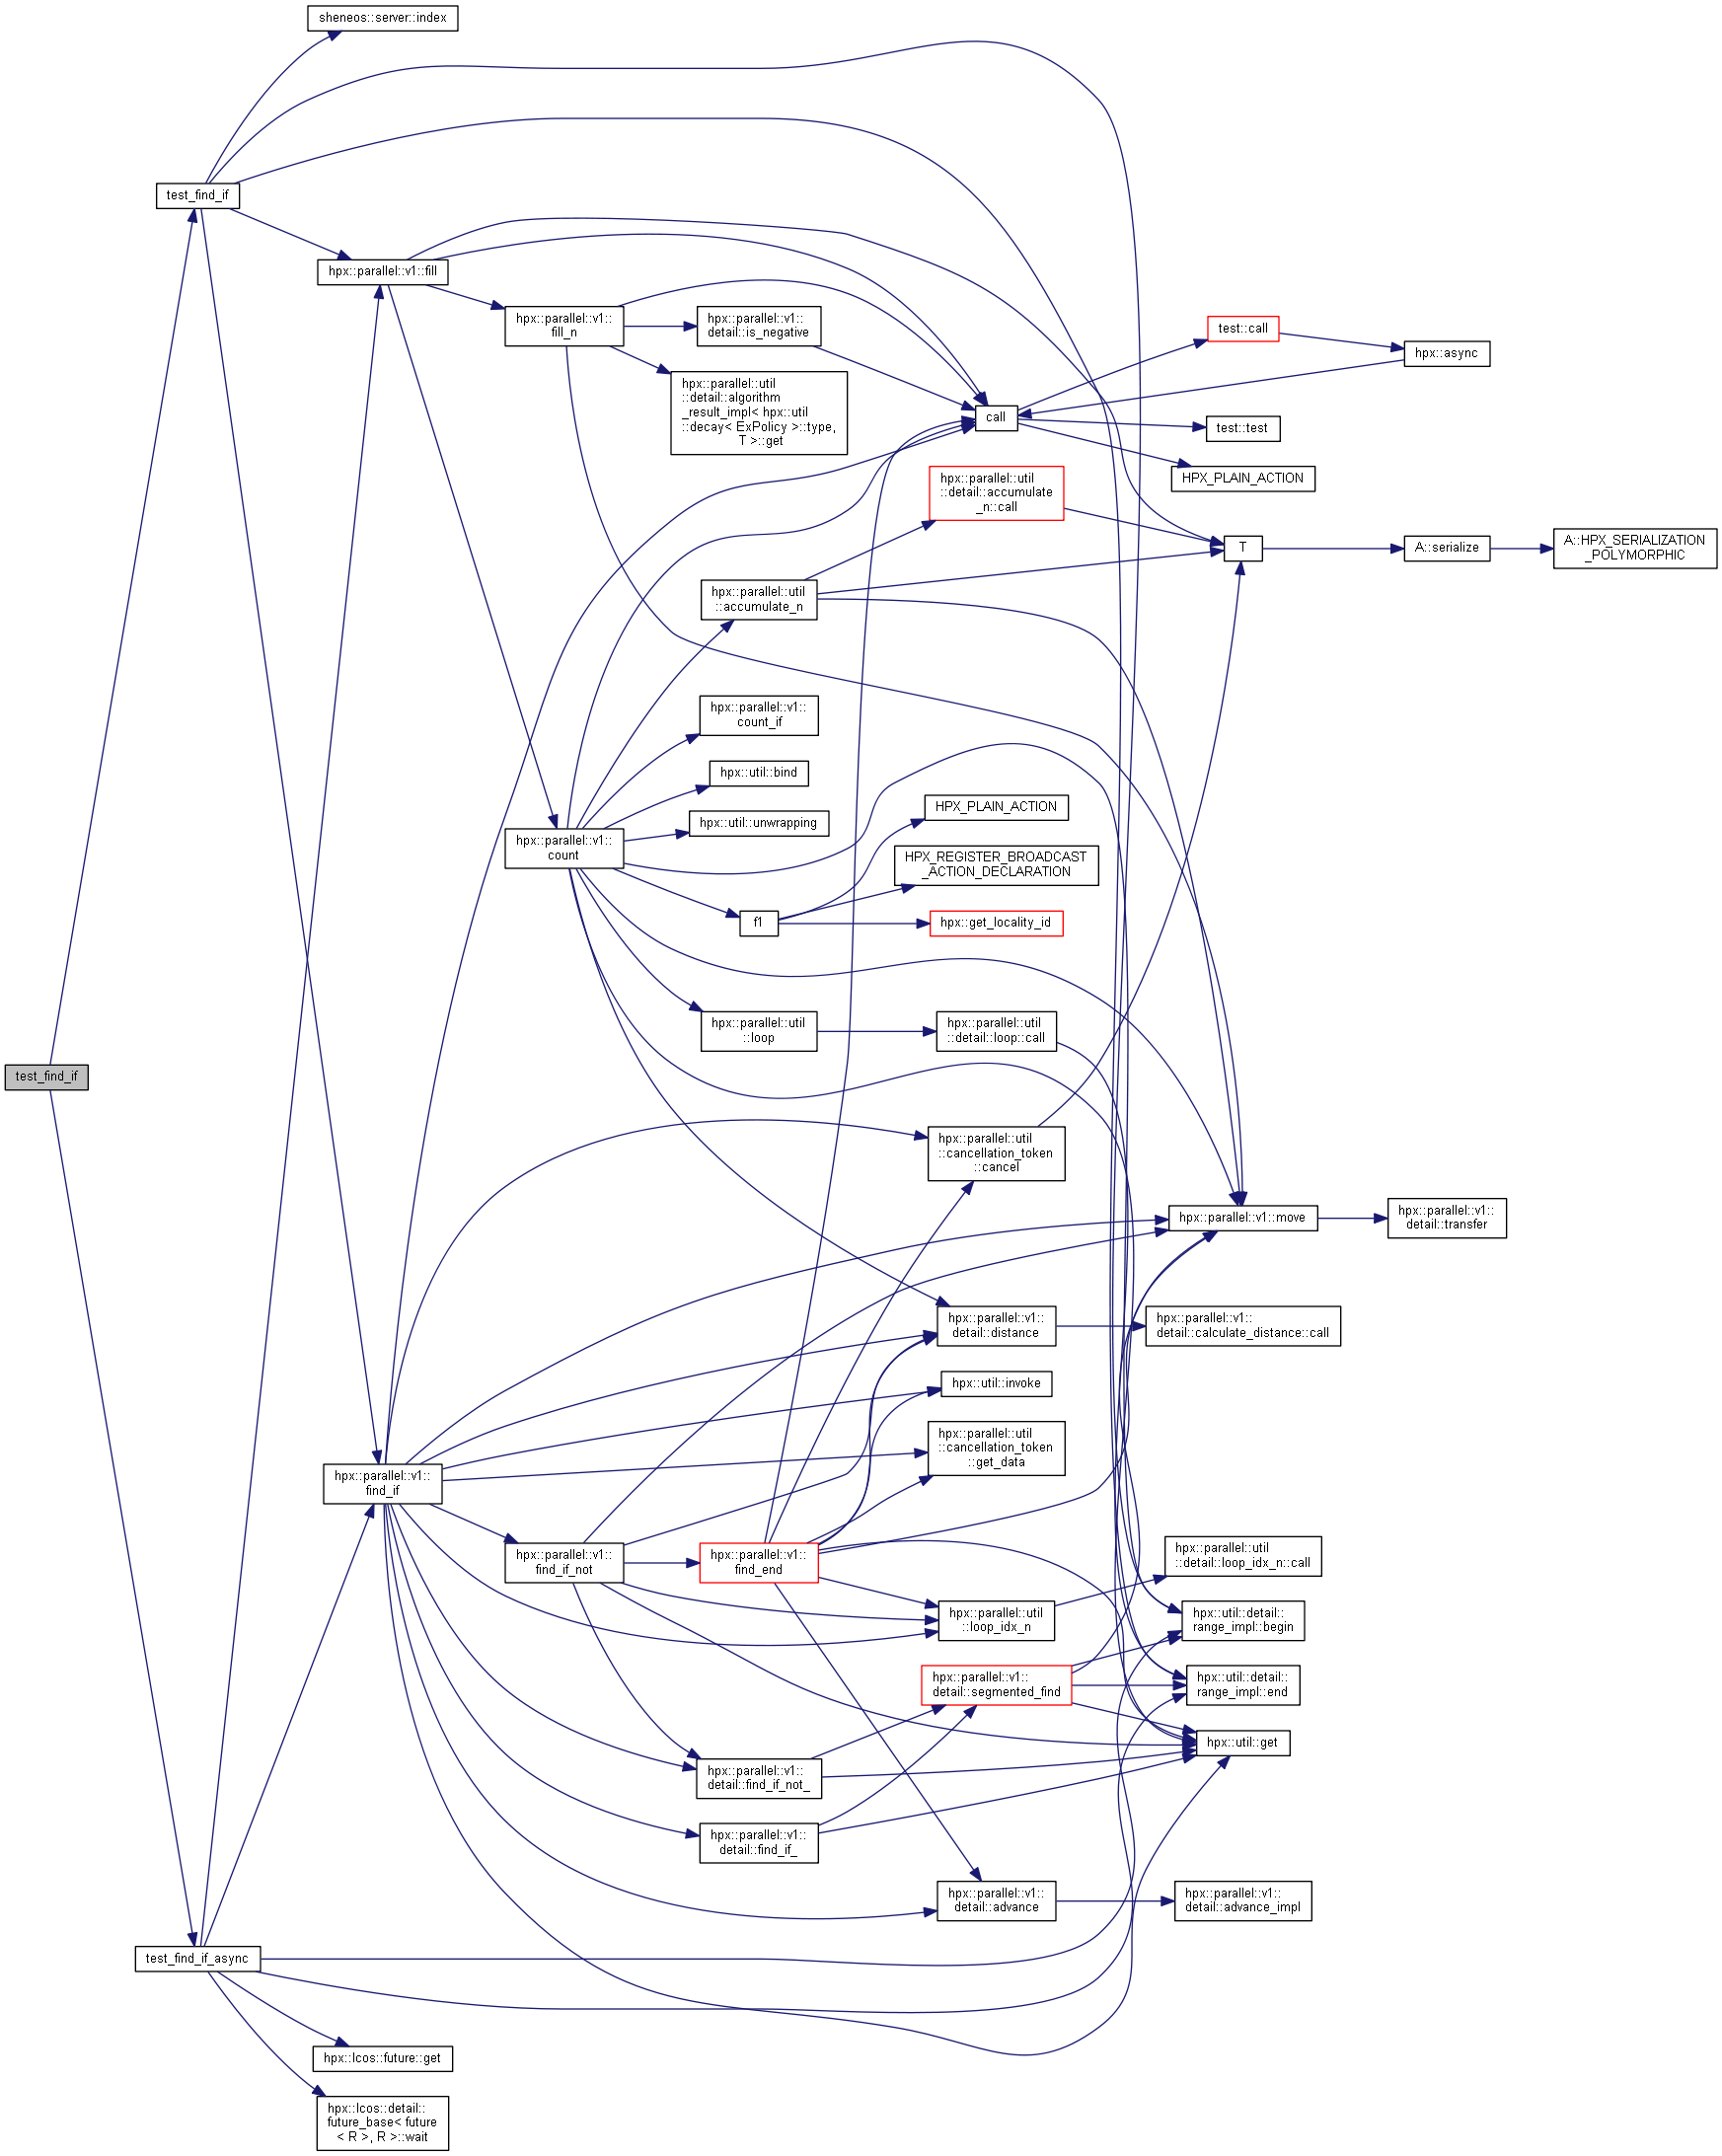 sheneos::server::index
test_find_if
hpx::parallel::v1::fill
hpx::parallel::v1::
fill_n
hpx::parallel::v1::
detail::is_negative
test::call
hpx::async
hpx::parallel::util
::detail::algorithm
_result_impl< hpx::util
::decay< ExPolicy >::type,
T >::get
call
test::test
HPX_PLAIN_ACTION
hpx::parallel::util
::detail::accumulate
_n::call
T
A::serialize
A::HPX_SERIALIZATION
_POLYMORPHIC
hpx::parallel::util
::accumulate_n
hpx::parallel::v1::
count_if
hpx::util::bind
HPX_PLAIN_ACTION
hpx::util::unwrapping
hpx::parallel::v1::
count
HPX_REGISTER_BROADCAST
_ACTION_DECLARATION
f1
hpx::get_locality_id
hpx::parallel::util
::loop
hpx::parallel::util
::detail::loop::call
test_find_if
hpx::parallel::util
::cancellation_token
::cancel
hpx::parallel::v1::move
hpx::parallel::v1::
detail::transfer
hpx::parallel::v1::
detail::distance
hpx::parallel::v1::
detail::calculate_distance::call
hpx::util::invoke
hpx::parallel::util
::cancellation_token
::get_data
hpx::parallel::v1::
find_if
hpx::parallel::v1::
find_if_not
hpx::parallel::v1::
find_end
hpx::parallel::util
::detail::loop_idx_n::call
hpx::parallel::util
::loop_idx_n
hpx::util::detail::
range_impl::begin
hpx::parallel::v1::
detail::segmented_find
hpx::util::detail::
range_impl::end
hpx::util::get
hpx::parallel::v1::
detail::find_if_not_
hpx::parallel::v1::
detail::find_if_
hpx::parallel::v1::
detail::advance
hpx::parallel::v1::
detail::advance_impl
test_find_if_async
hpx::lcos::future::get
hpx::lcos::detail::
future_base< future
< R >, R >::wait